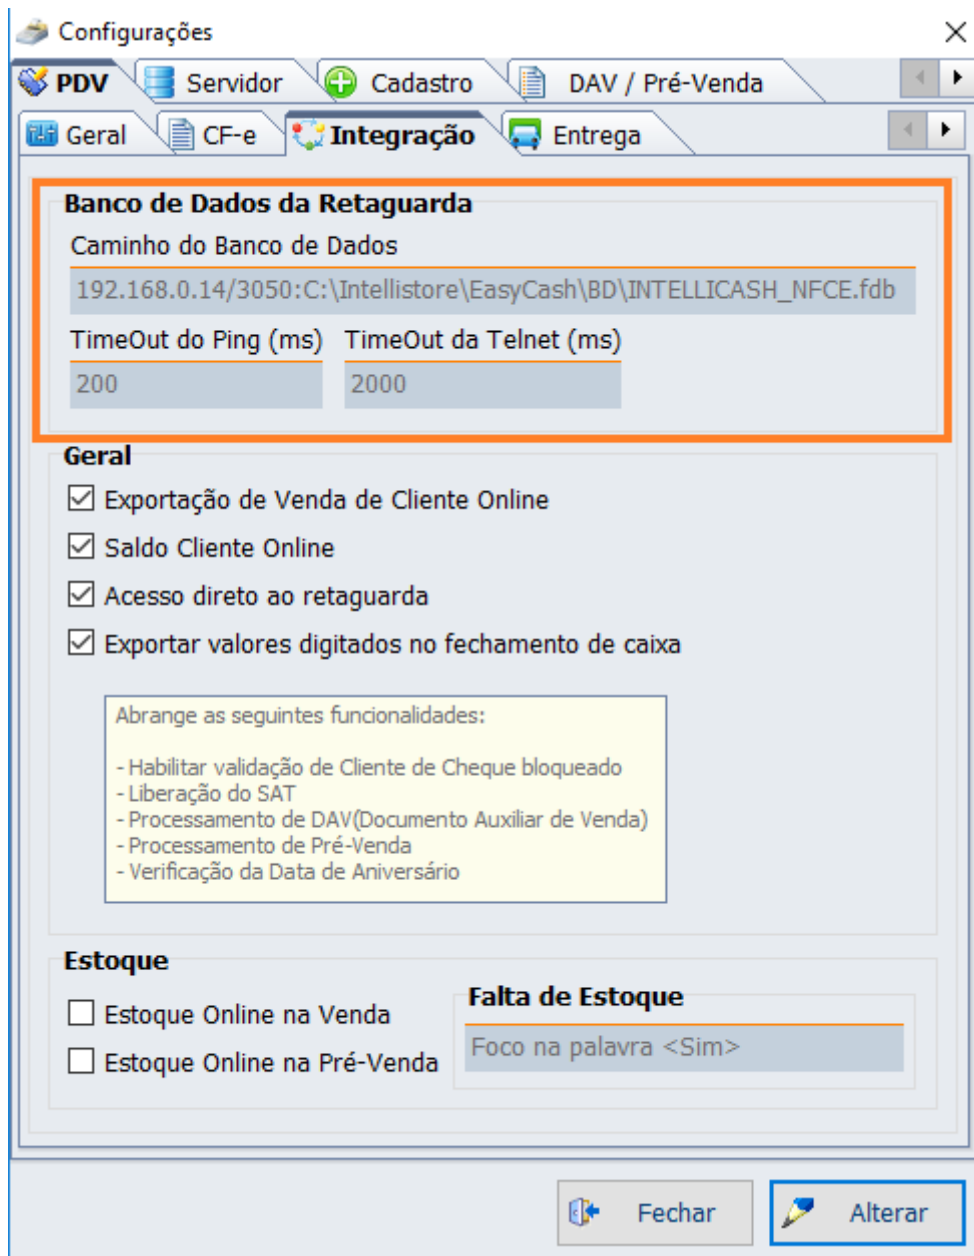 Configurações
PDV Servidor Cadastro DAV / Pré-Venda
Geral CF-e Integração Entrega
Banco de Dados da Retaguarda
Caminho do Banco de Dados
192.168.0.14/3050:C:\Intellistore\EasyCash\BD\INTELLICASH_NFCE.fdb
TimeOut do Ping (ms) TimeOut da Telnet (ms)
200 2000
Geral
Exportação de Venda de Cliente Online
Saldo Cliente Online
Acesso direto ao retaguarda
Exportar valores digitados no fechamento de caixa
Abrange as seguintes funcionalidades:
- Habilitar validação de Cliente de Cheque bloqueado
- Liberação do SAT
- Processamento de DAV(Documento Auxiliar de Venda)
- Processamento de Pré-Venda
- Verificação da Data de Aniversário
Estoque
Estoque Online na Venda
Estoque Online na Pré-Venda
Falta de Estoque
Foco na palavra <Sim>
Fechar Alterar